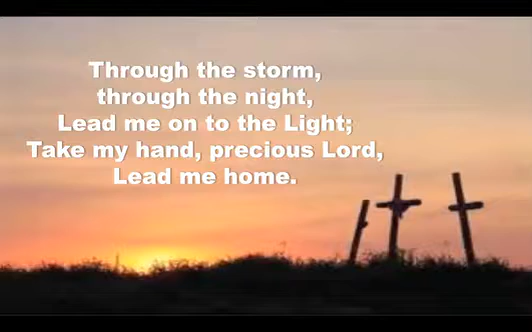 Through the storm,
through the night,
Lead me on to the Light;
Take my hand, precious Lord,
Lead me home.